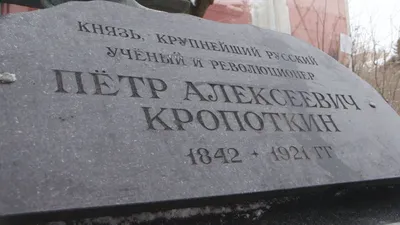 КНЯЗЬ, КРУПНЕЙШИЙ РУССКИЙ
УЧЁНЫЙ И РЕВОЛЮЦИОНЕР
ПЁТР АЛЕКСЕЕВИЧ
КРОПОТКИН
1842 - 1921 ГГ